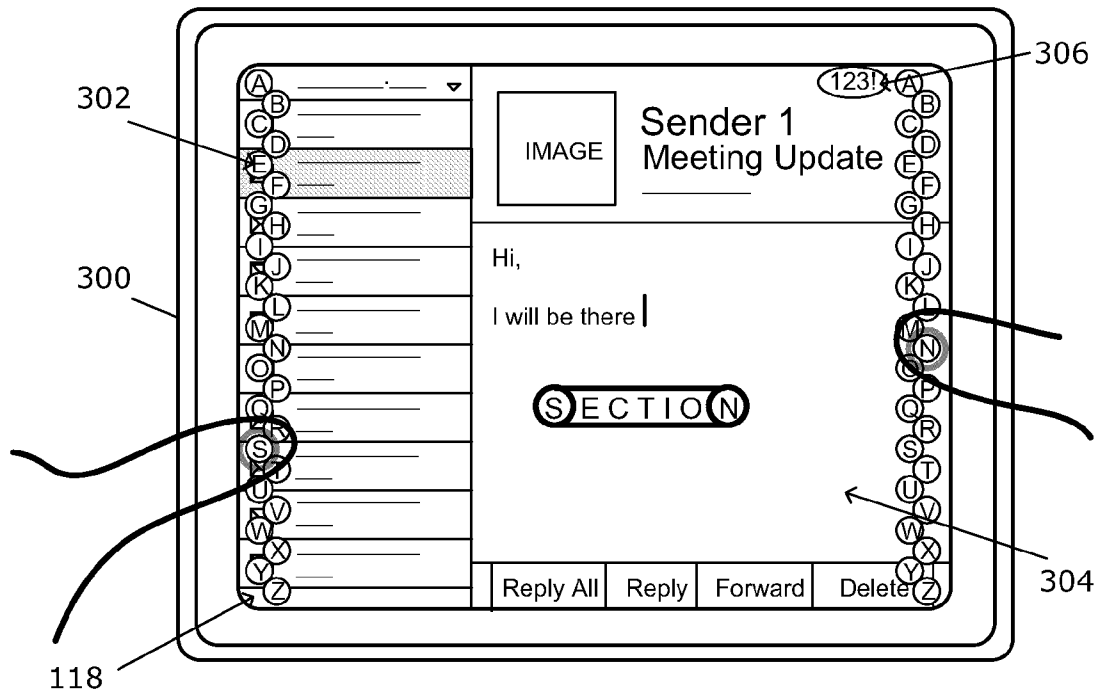 306
302
300
118
304
123!
IMAGE
Sender 1
Meeting Update
Hi,
I will be there
SECTION
Reply All
Reply
Forward
Delete
A
B
C
D
E
F
G
H
I
J
K
L
M
N
O
P
Q
R
S
T
U
V
W
X
Y
Z
A
B
C
D
E
F
G
H
I
J
K
L
M
N
O
P
Q
R
S
T
U
V
W
X
Y
Z